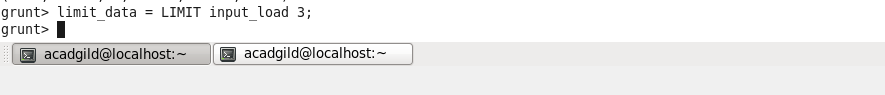 grunt> limit_data = LIMIT input_load 3;
grunt>
acadgild@localhost:~
acadgild@localhost:~